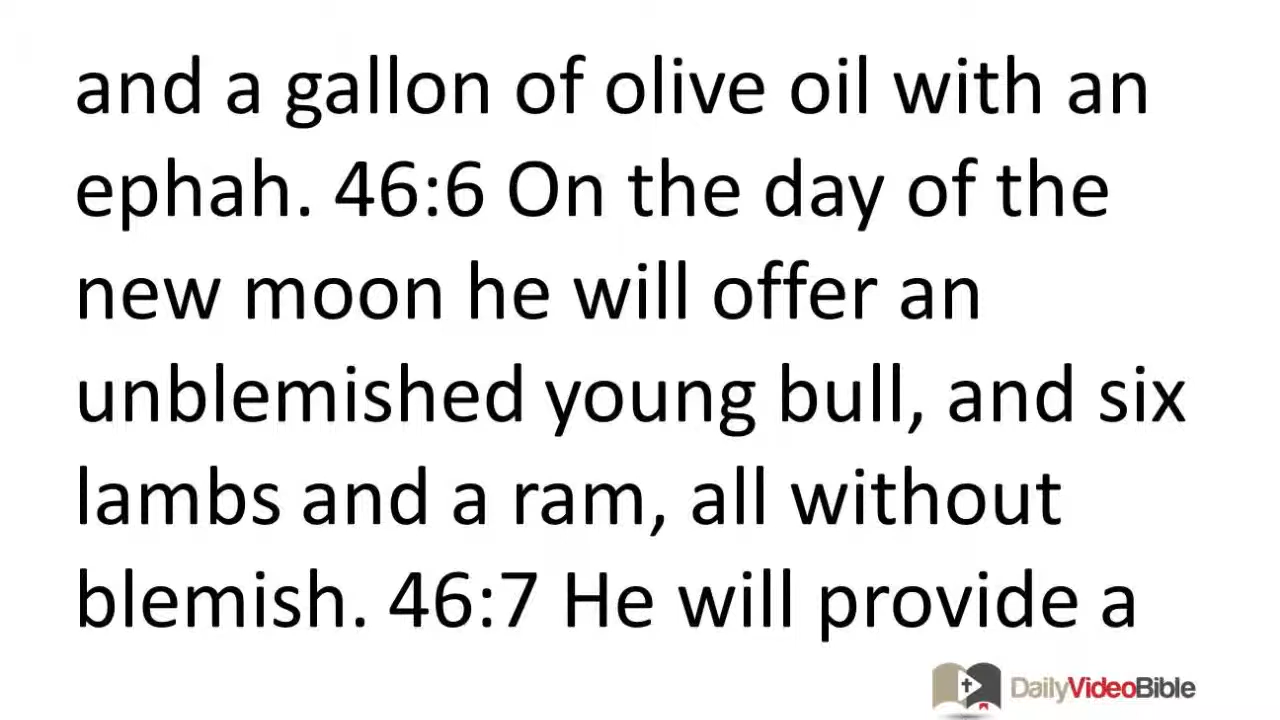 and a gallon of olive oil with an
ephah. 46:6 On the day of the
new moon he will offer an
unblemished young bull, and six
lambs and a ram, all without
blemish. 46:7 He will provide a
DailyVideoBible